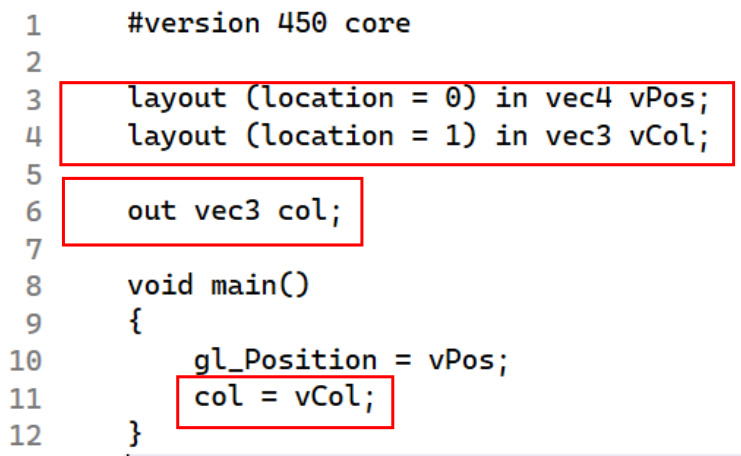 1 #version 450 core
2
3 layout (location = 0) in vec4 vPos;
4 layout (location = 1) in vec3 vCol;
5
6 out vec3 col;
7
8 void main()
9 {
10 gl_Position = vPos;
11 col = vCol;
12 }